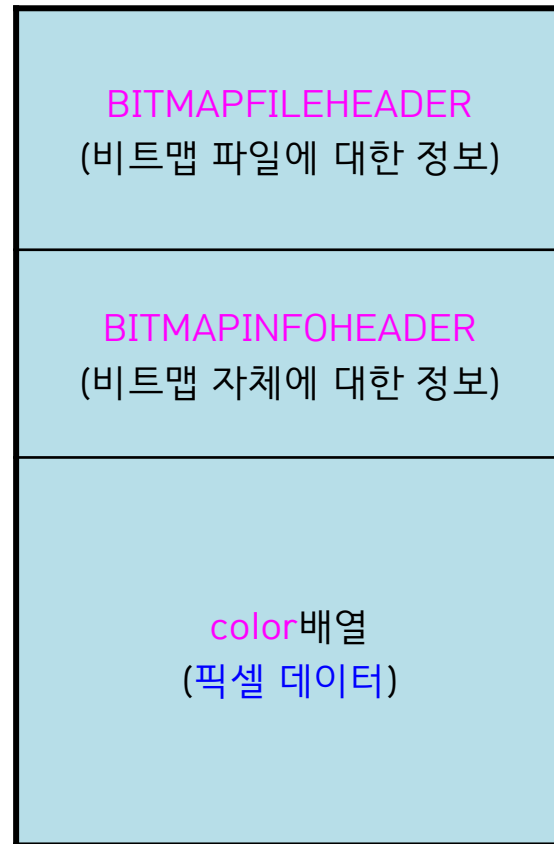 BITMAPFILEHEADER
(비트맵 파일에 대한 정보)
BITMAPINFOHEADER
(비트맵 자체에 대한 정보)
color배열
(픽셀 데이터)